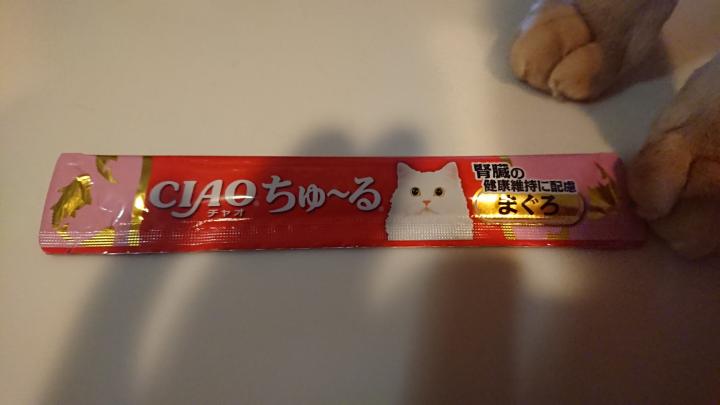 CIAO ちゅ～る
チャオ
腎臓の
健康維持に配慮
まぐろ